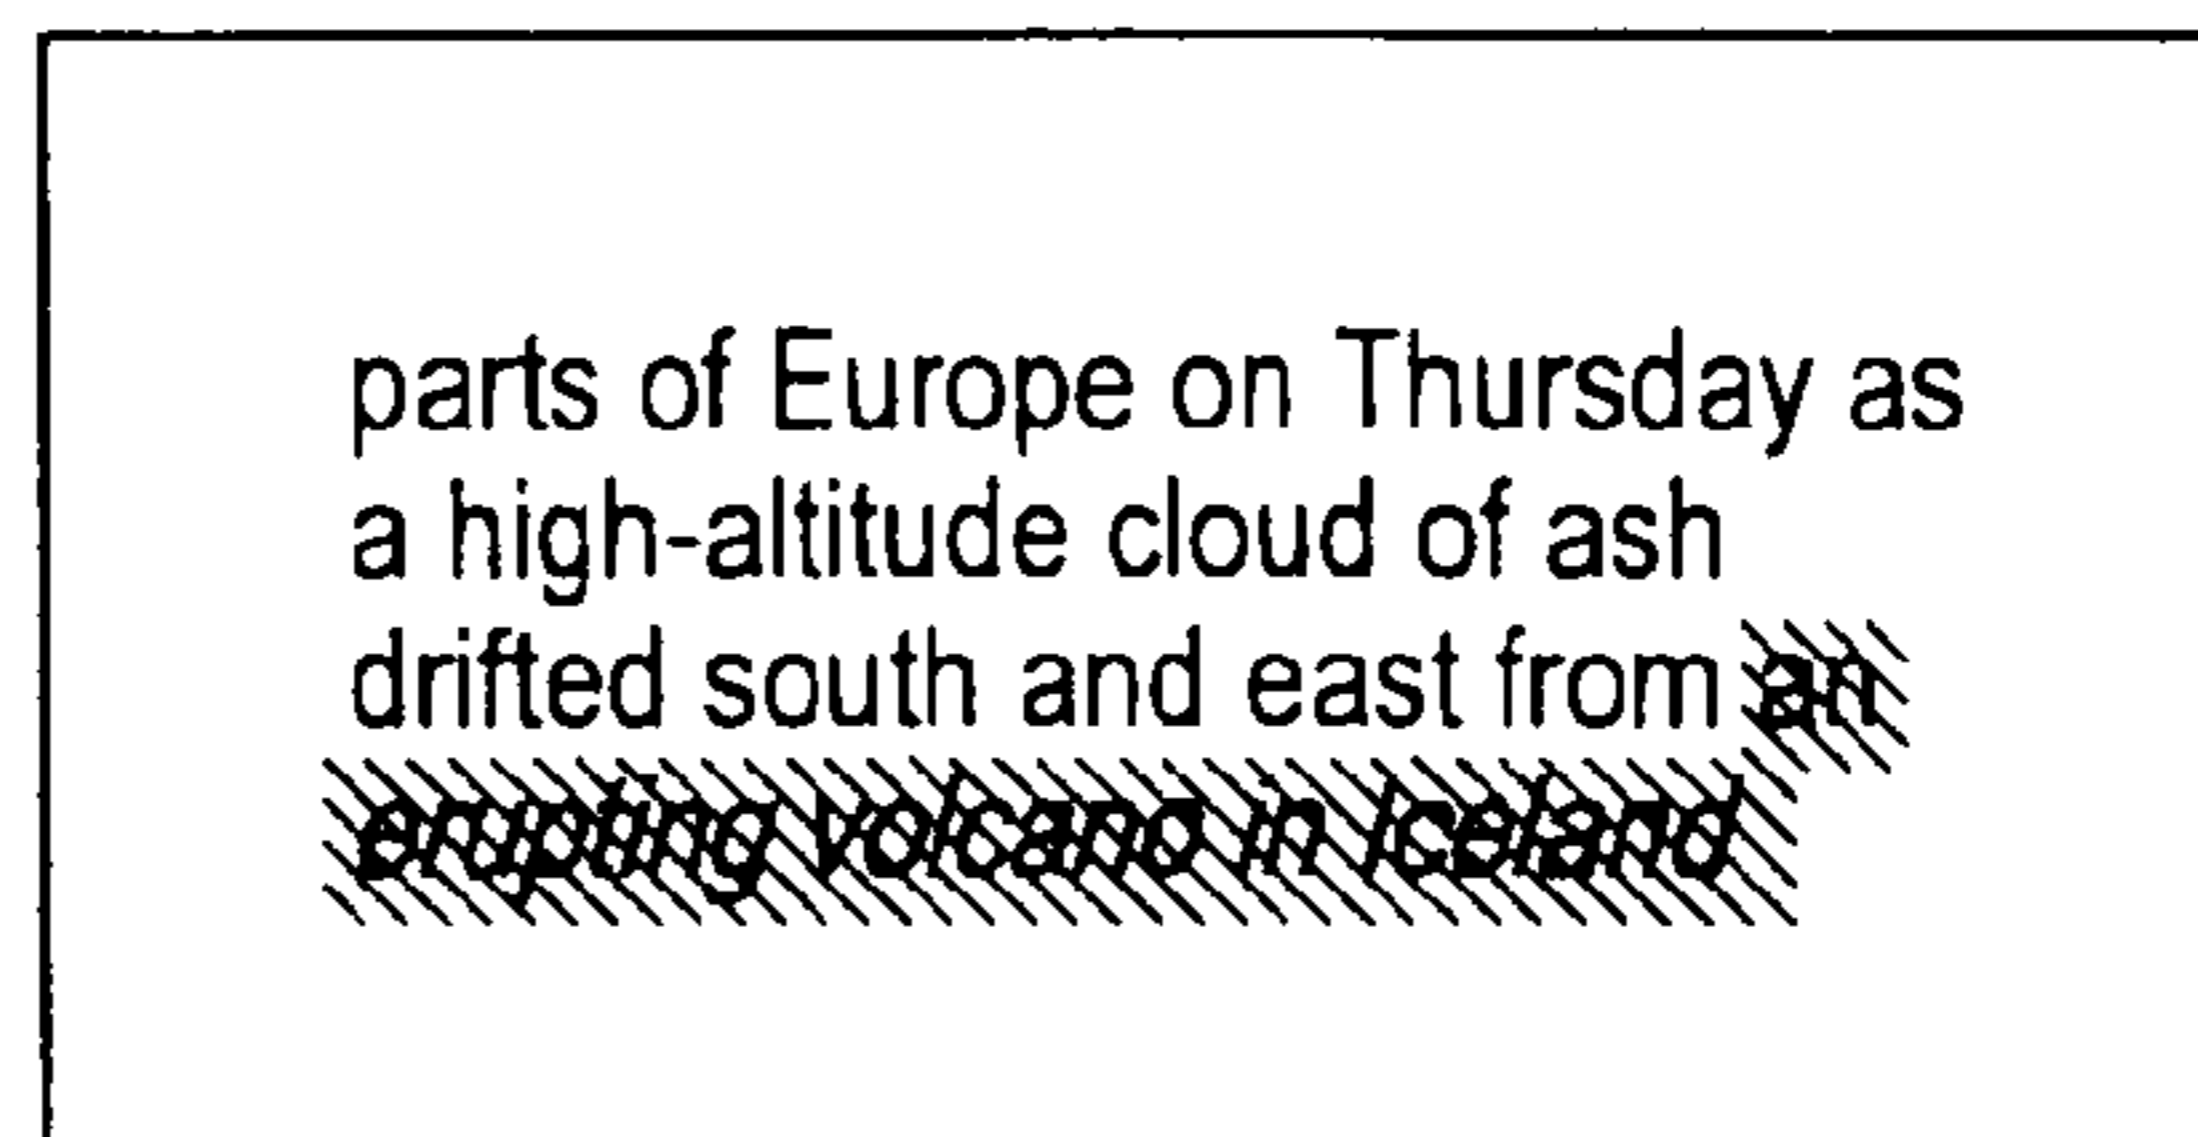 parts of Europe on Thursday as
a high-altitude cloud of ash
drifted south and east from an
erupting volcano in Iceland